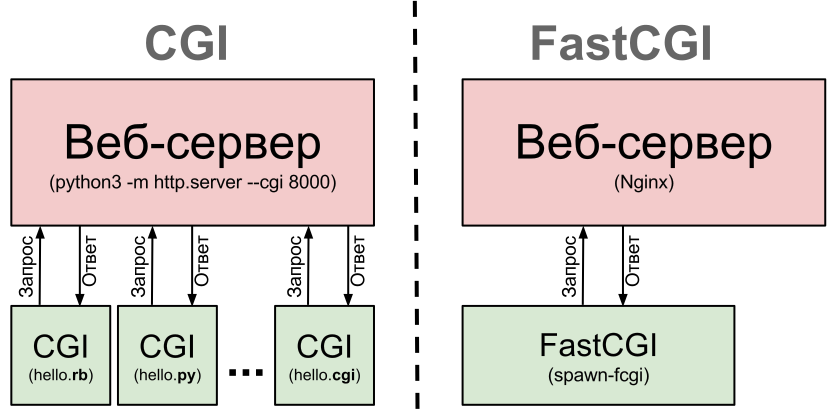 CGI
Веб-сервер
(python3 -m http.server --cgi 8000)
Запрос
Ответ
Запрос
Ответ
Запрос
Ответ
CGI
(hello.rb)
CGI
(hello.py)
...
CGI
(hello.cgi)
FastCGI
Веб-сервер
(Nginx)
Запрос
Ответ
FastCGI
(spawn-fcgi)